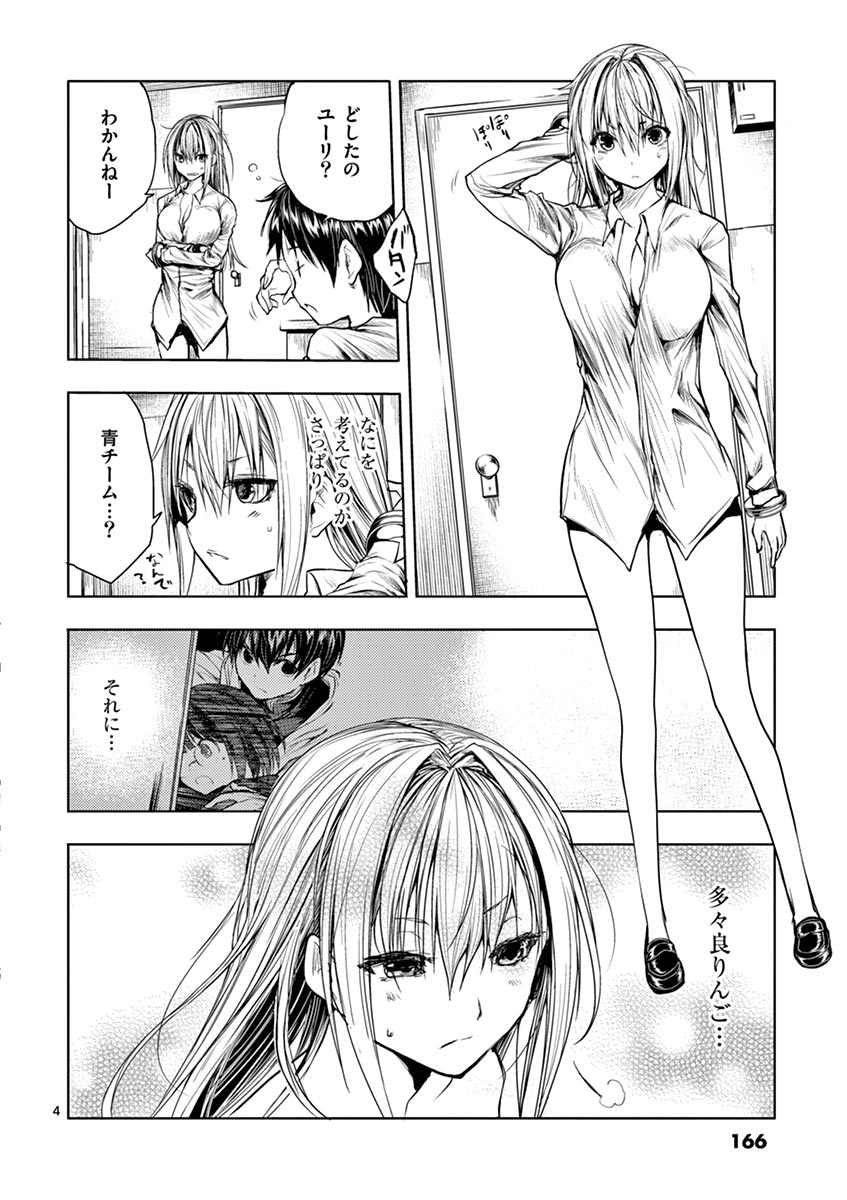 ぽり
ぽり
バタン
どしたの
ユーリ?
わかんねー
なにを
考えてるのか
さっぱり
青チーム…?
なんで
?
それに…
多々良りんご…
4
166